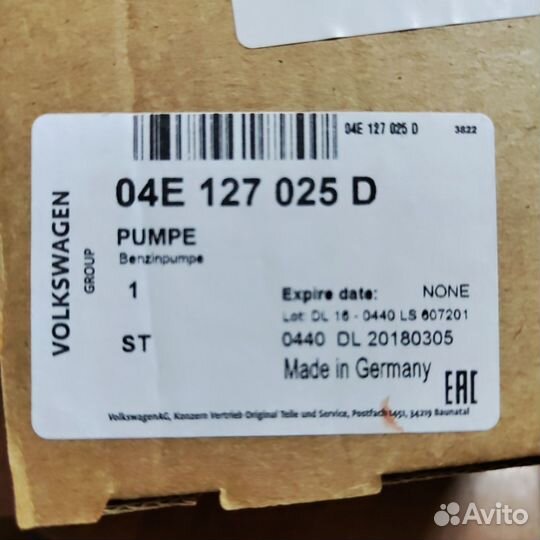 04E 127 025 D
3822
04E 127 025 D
PUMPE
Benzinpumpe
1
Expire date: NONE
Lot: DL 16 - 0440 LS 607201
ST
0440 DL 20180305
Made in Germany
EAC
VolkswagenAG, Konzern Vertrieb Original Teile und Service, Postfach 1451, 34219 Baunatal
VOLKSWAGEN
GROUP
Avito